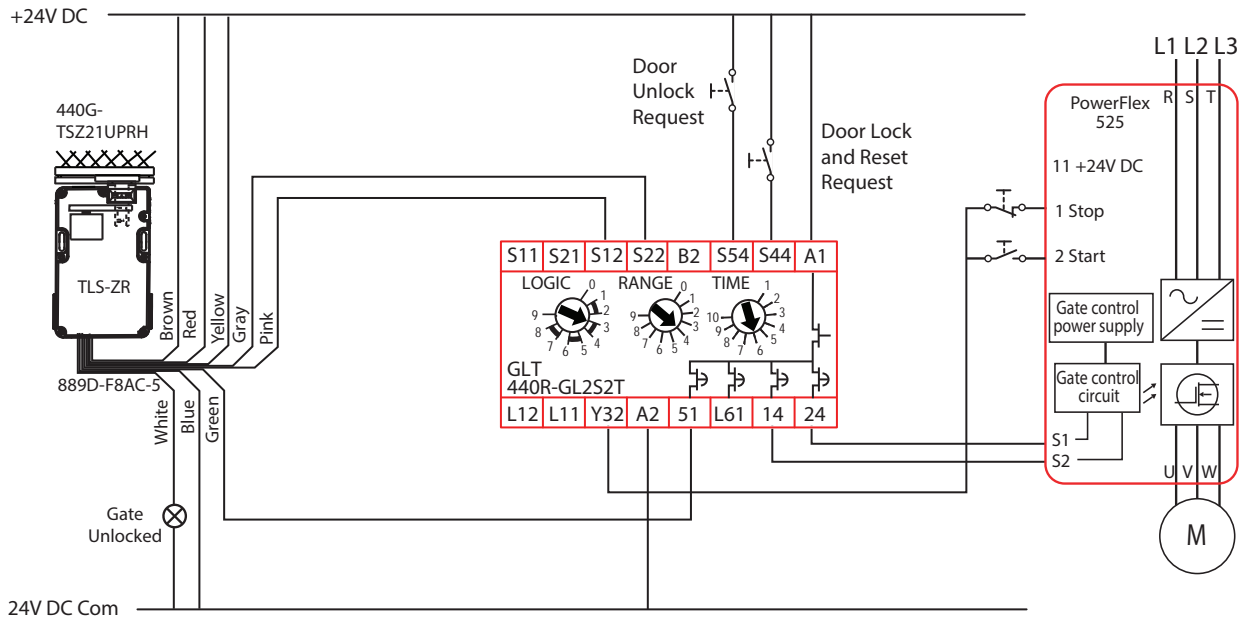 +24V DC
L1 L2 L3
Door
Unlock
Request
440G-
TSZ21UPRH
Door Lock
and Reset
Request
R S T
PowerFlex
525
11 +24V DC
1 Stop
2 Start
S11 S21 S12 S22 B2 S54 S44 A1
LOGIC RANGE TIME
0 1 2 3 4 5 6 7 8 9
0 1 2 3 4 5 6 7 8 9
1 2 3 4 5 6 7 8 9 10
GLT
440R-GL2S2T
L12 L11 Y32 A2 51 L61 14 24
TLS-ZR
Brown
Red
Yellow
Gray
Pink
889D-F8AC-5
White
Blue
Green
Gate control
power supply
Gate control
circuit
S1
S2
U V W
M
Gate
Unlocked
24V DC Com